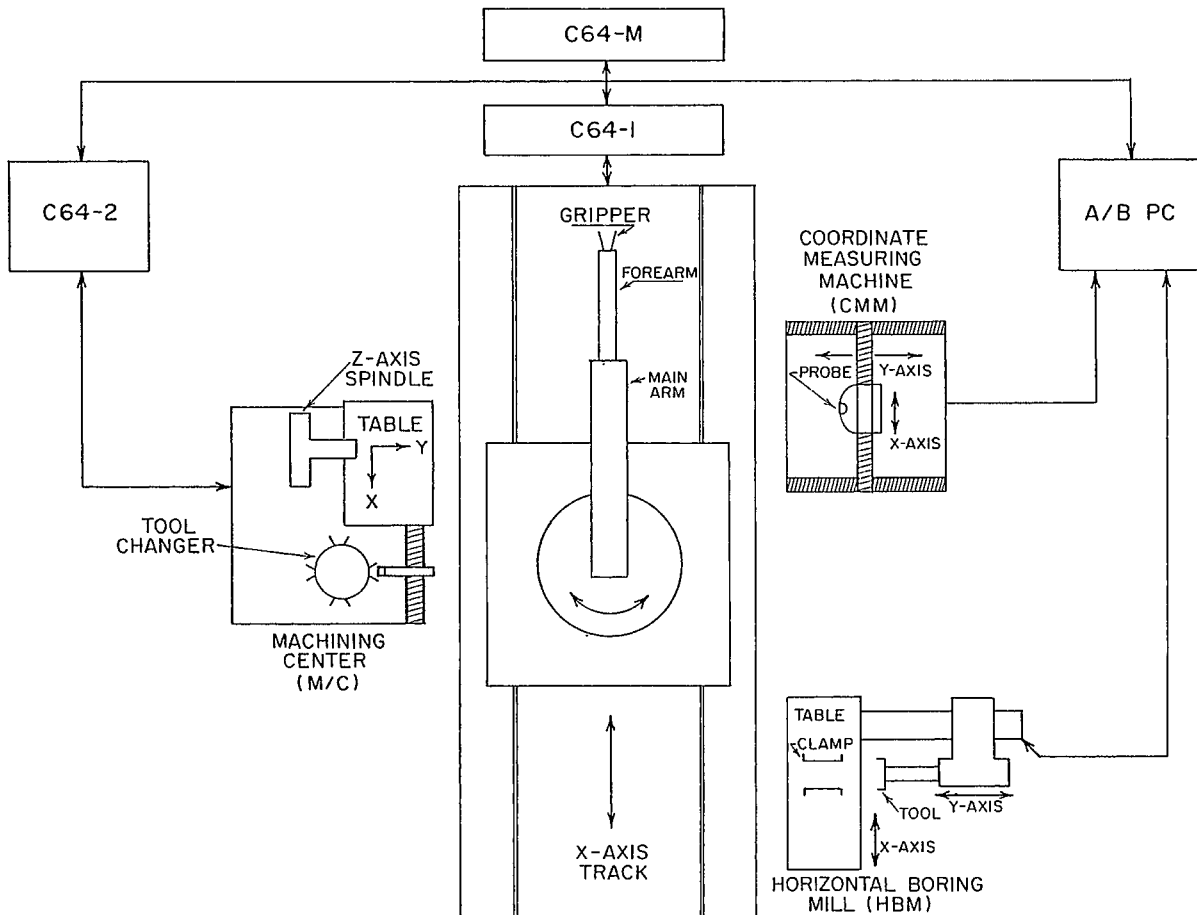 C64-M
C64-1
C64-2
A/B PC
GRIPPER
FOREARM
MAIN
ARM
COORDINATE
MEASURING
MACHINE
(CMM)
PROBE
Y-AXIS
X-AXIS
Z-AXIS
SPINDLE
TABLE
Y
X
TOOL
CHANGER
MACHINING
CENTER
(M/C)
X-AXIS
TRACK
TABLE
CLAMP
TOOL
Y-AXIS
X-AXIS
HORIZONTAL BORING
MILL (HBM)